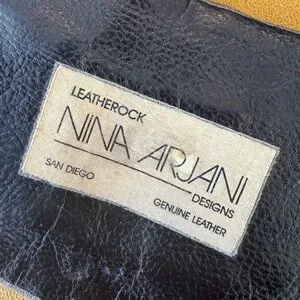 LEATHEROCK
NINA ARJANI
DESIGNS
SAN DIEGO
GENUINE LEATHER